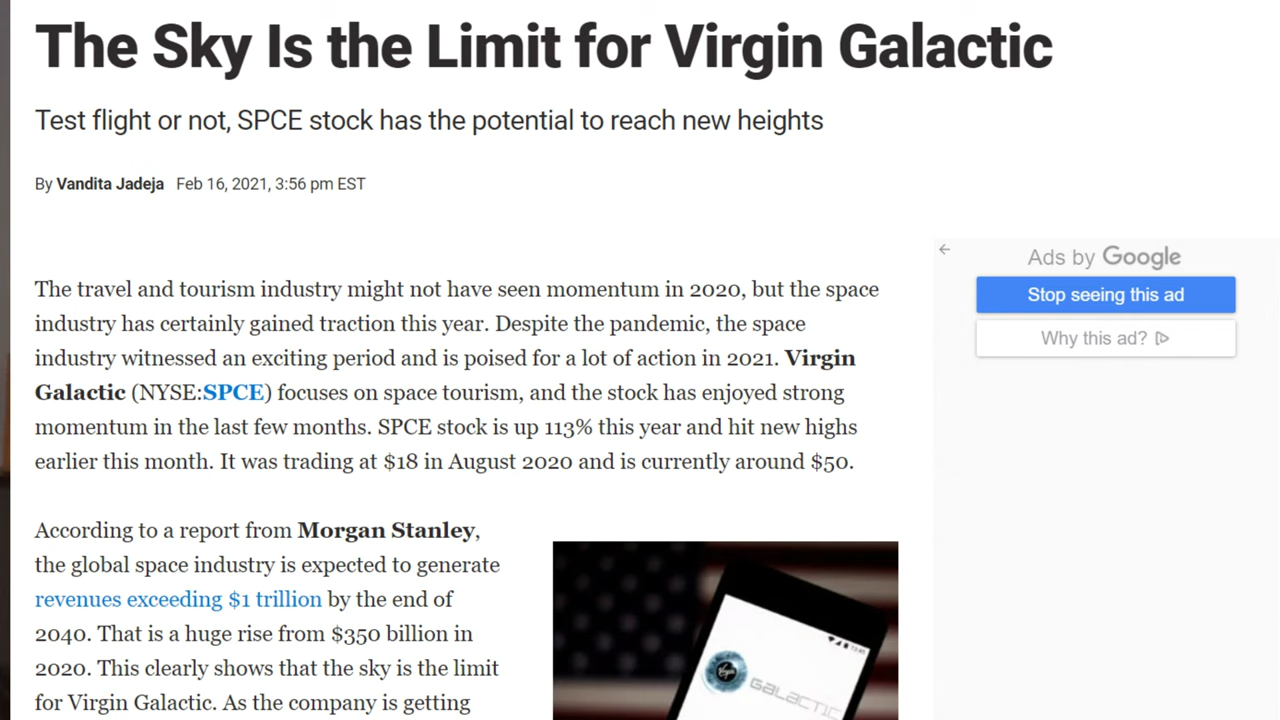 The Sky Is the Limit for Virgin Galactic
Test flight or not, SPCE stock has the potential to reach new heights
By Vandita Jadeja Feb 16, 2021, 3:56 pm EST
The travel and tourism industry might not have seen momentum in 2020, but the space
industry has certainly gained traction this year. Despite the pandemic, the space
industry witnessed an exciting period and is poised for a lot of action in 2021. Virgin
Galactic (NYSE:SPCE) focuses on space tourism, and the stock has enjoyed strong
momentum in the last few months. SPCE stock is up 113% this year and hit new highs
earlier this month. It was trading at $18 in August 2020 and is currently around $50.
According to a report from Morgan Stanley,
the global space industry is expected to generate
revenues exceeding $1 trillion by the end of
2040. That is a huge rise from $350 billion in
2020. This clearly shows that the sky is the limit
for Virgin Galactic. As the company is getting
Ads by Google
Stop seeing this ad
Why this ad?
Virgin
GALACTIC